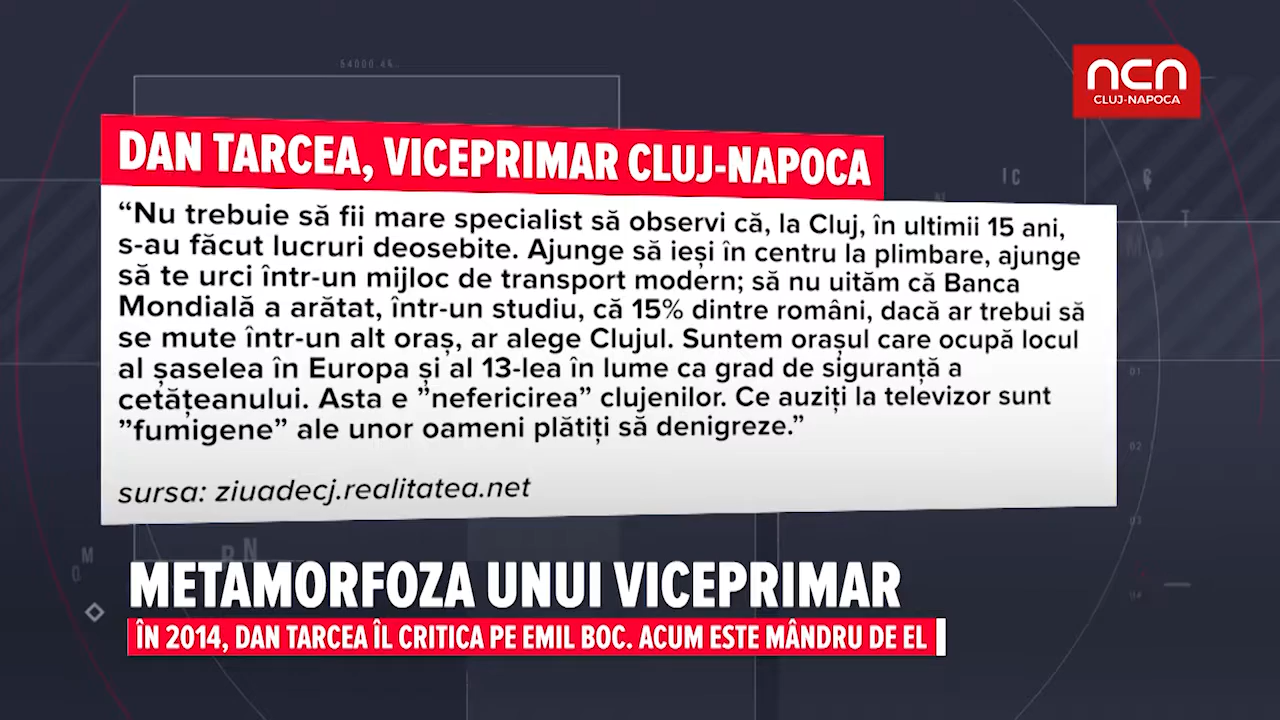 54000.46.
ncn
CLUJ-NAPOCA
DAN TARCEA, VICEPRIMAR CLUJ-NAPOCA
“Nu trebuie să fii mare specialist să observi că, la Cluj, în ultimii 15 ani,
s-au făcut lucruri deosebite. Ajunge să ieși în centru la plimbare, ajunge
să te urci într-un mijloc de transport modern; să nu uităm că Banca
Mondială a arătat, într-un studiu, că 15% dintre români, dacă ar trebui să
se mute într-un alt oraș, ar alege Clujul. Suntem orașul care ocupă locul
al șaselea în Europa și al 13-lea în lume ca grad de siguranță a
cetățeanului. Asta e ”nefericirea” clujenilor. Ce auziți la televizor sunt
”fumigene” ale unor oameni plătiți să denigreze.”
sursa: ziuadecj.realitatea.net
METAMORFOZA UNUI VICEPRIMAR
ÎN 2014, DAN TARCEA ÎL CRITICA PE EMIL BOC. ACUM ESTE MÂNDRU DE EL